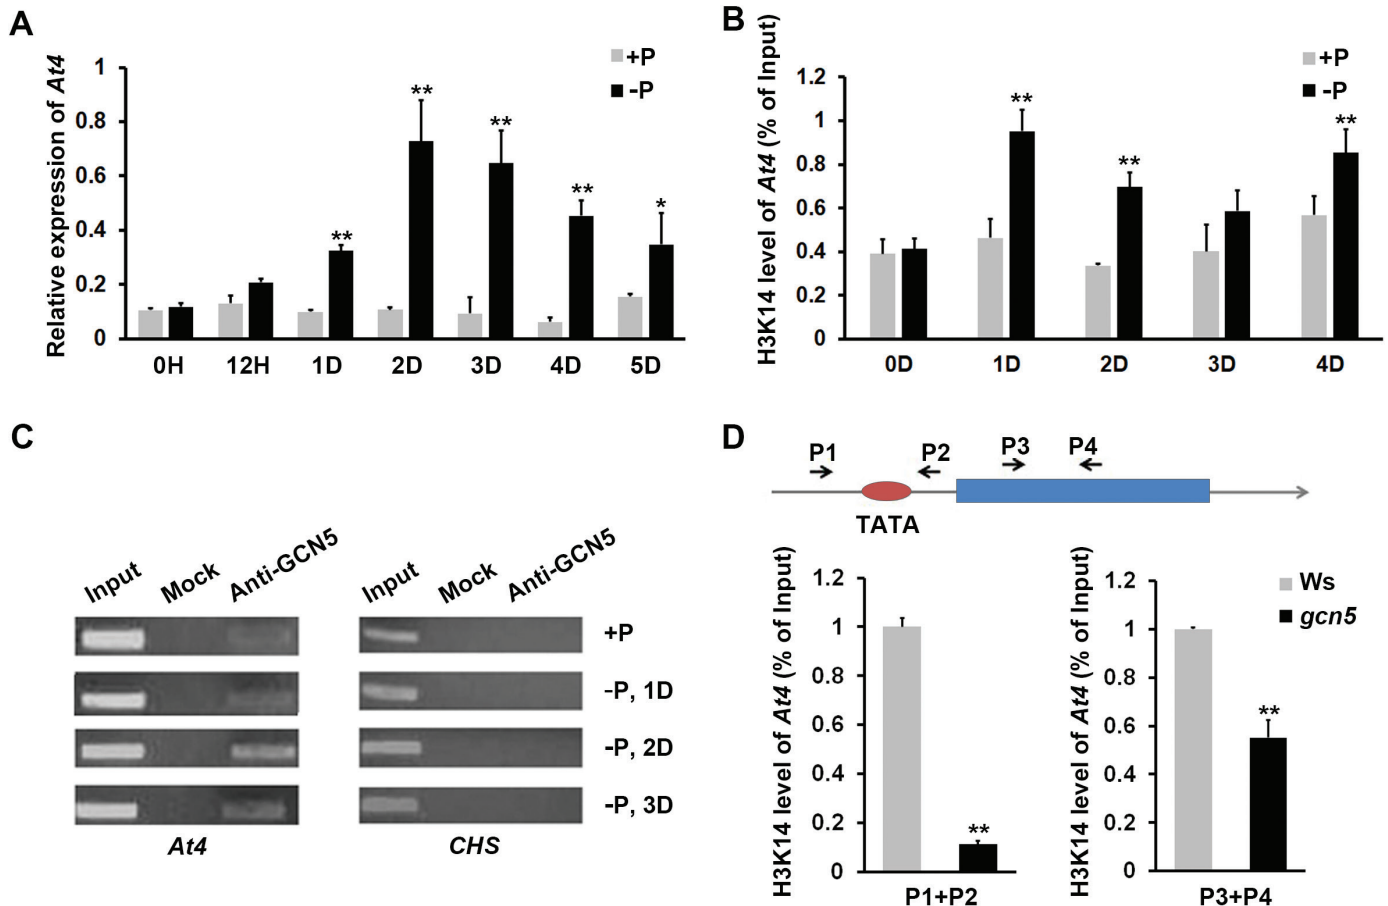 A
Relative expression of At4
1
0.8
0.6
0.4
0.2
0
+P
-P
**
**
**
**
*
0H 12H 1D 2D 3D 4D 5D
B
H3K14 level of At4 (% of Input)
1.2
1
0.8
0.6
0.4
0.2
0
+P
-P
**
**
**
0D 1D 2D 3D 4D
C
Input Mock Anti-GCN5
Input Mock Anti-GCN5
+P
-P, 1D
-P, 2D
-P, 3D
At4
CHS
D
P1 P2 P3 P4
TATA
H3K14 level of At4 (% of Input)
1.2
1
0.8
0.6
0.4
0.2
0
**
P1+P2
H3K14 level of At4 (% of Input)
1.2
1
0.8
0.6
0.4
0.2
0
Ws
gcn5
**
P3+P4